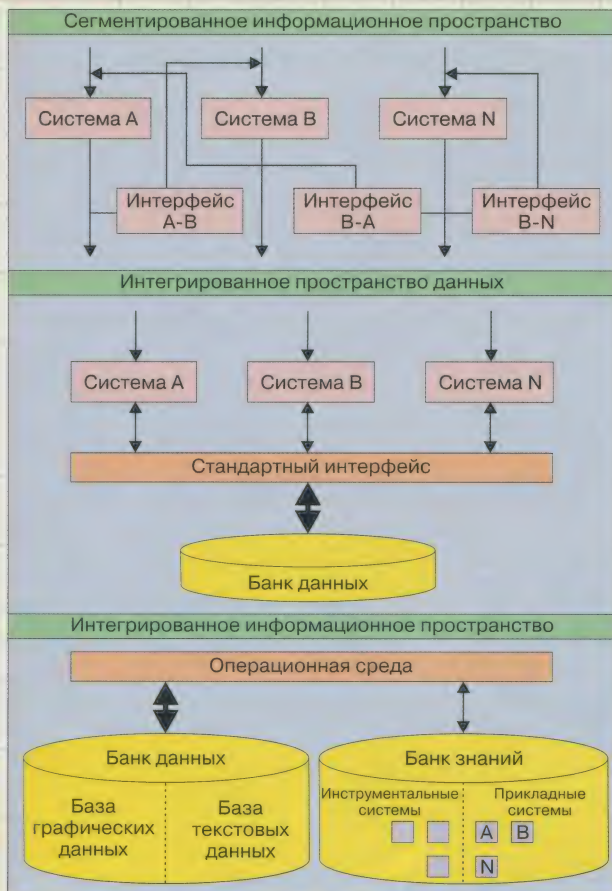 Сегментированное информационное пространство
Система A
Система B
Система N
Интерфейс
A-B
Интерфейс
B-A
Интерфейс
B-N
Интегрированное пространство данных
Система A
Система B
Система N
Стандартный интерфейс
Банк данных
Интегрированное информационное пространство
Операционная среда
Банк данных
База
графических
данных
База
текстовых
данных
Банк знаний
Инструментальные
системы
Прикладные
системы
A
B
N